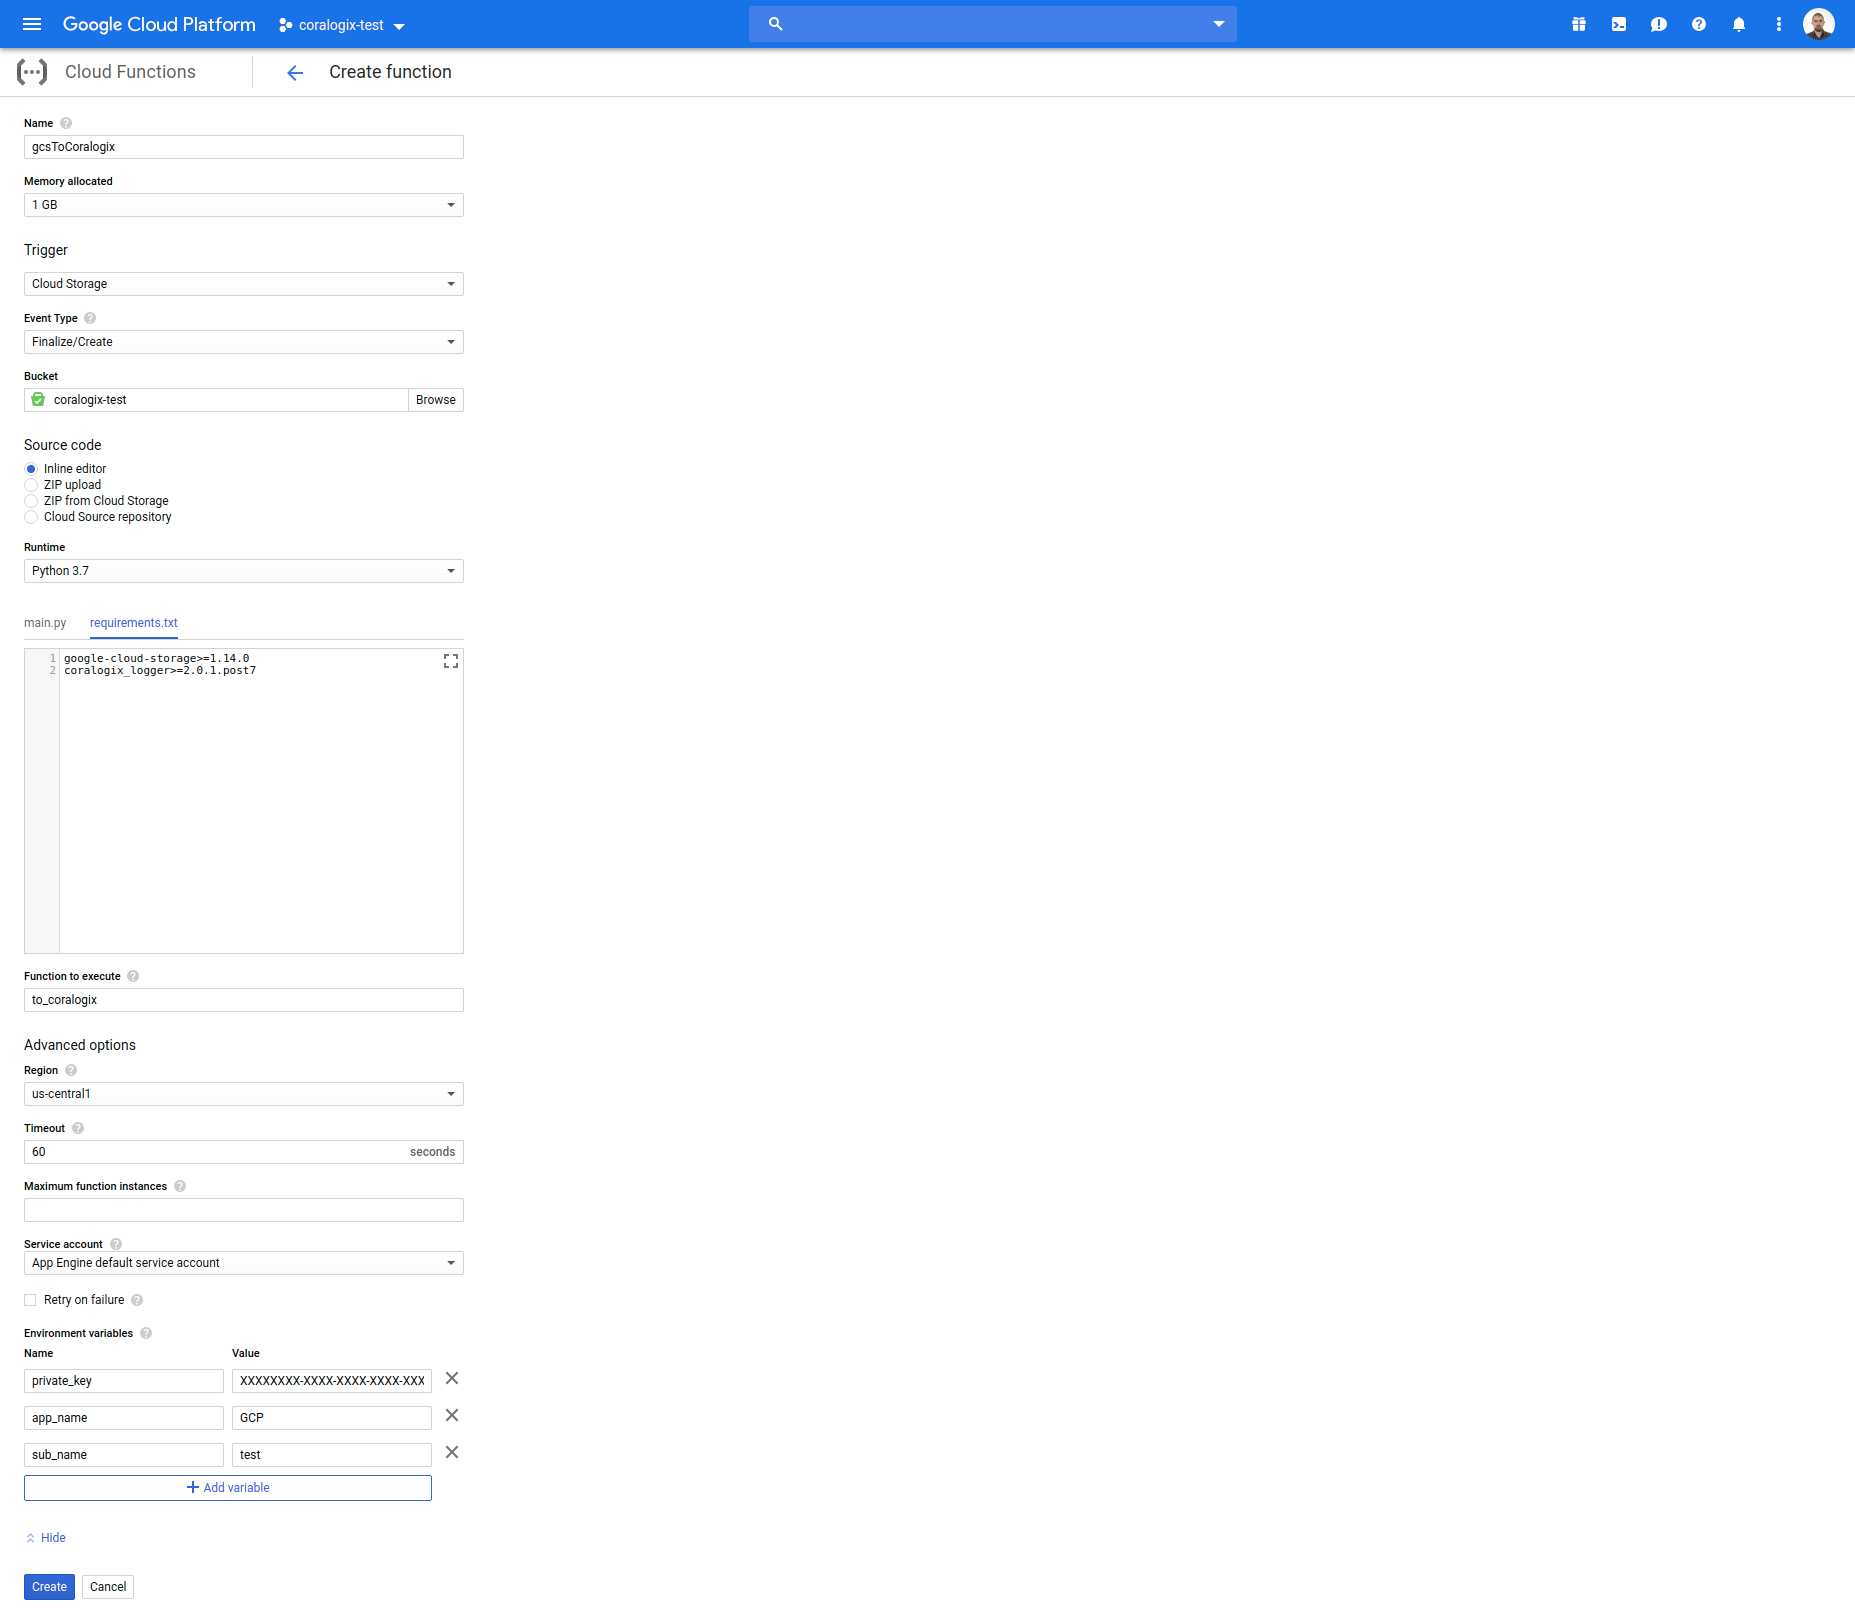 Google Cloud Platform
coralogix-test
Cloud Functions
Create function
Name
gcsToCoralogix
Memory allocated
1 GB
Trigger
Cloud Storage
Event Type
Finalize/Create
Bucket
coralogix-test
Browse
Source code
Inline editor
ZIP upload
ZIP from Cloud Storage
Cloud Source repository
Runtime
Python 3.7
main.py
requirements.txt
1 google-cloud-storage>=1.14.0
2 coralogix_logger>=2.0.1.post7
Function to execute
to_coralogix
Advanced options
Region
us-central1
Timeout
60 seconds
Maximum function instances
Service account
App Engine default service account
Retry on failure
Environment variables
Name Value
private_key XXXXXXXX-XXXX-XXXX-XXXX-XXX
app_name GCP
sub_name test
Add variable
Hide
Create Cancel